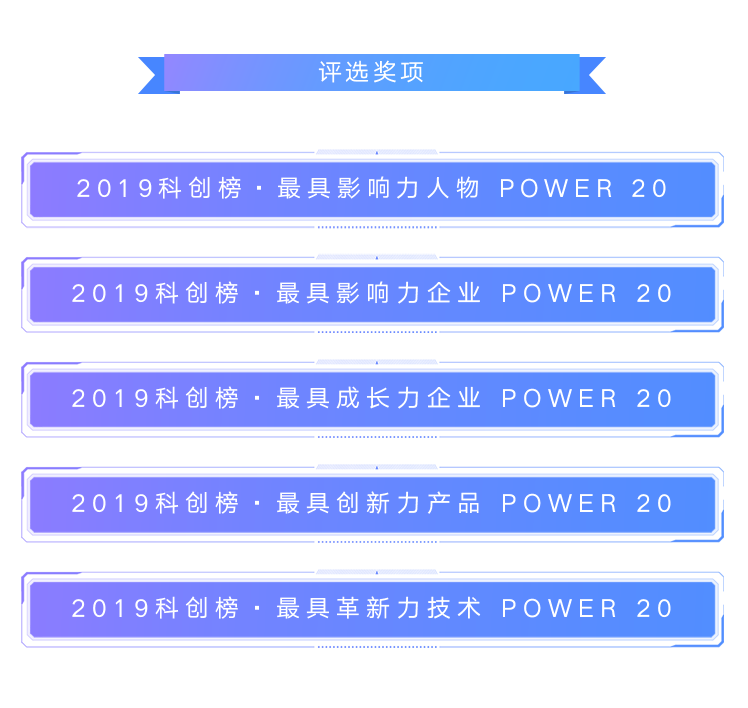 评选奖项
2019科创榜·最具影响力人物 POWER 20
2019科创榜·最具影响力企业 POWER 20
2019科创榜·最具成长力企业 POWER 20
2019科创榜·最具创新力产品 POWER 20
2019科创榜·最具革新力技术 POWER 20